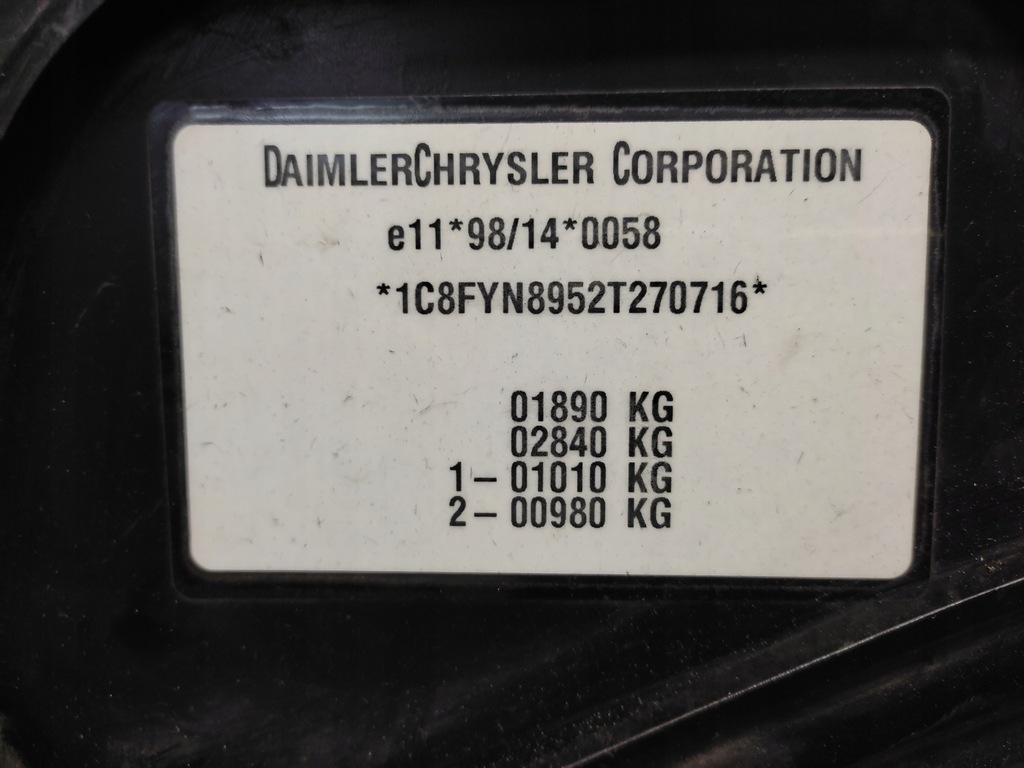 DAIMLERCHRYSLER CORPORATION
e11*98/14*0058
*1C8FYN8952T270716*
01890 KG
02840 KG
1- 01010 KG
2- 00980 KG